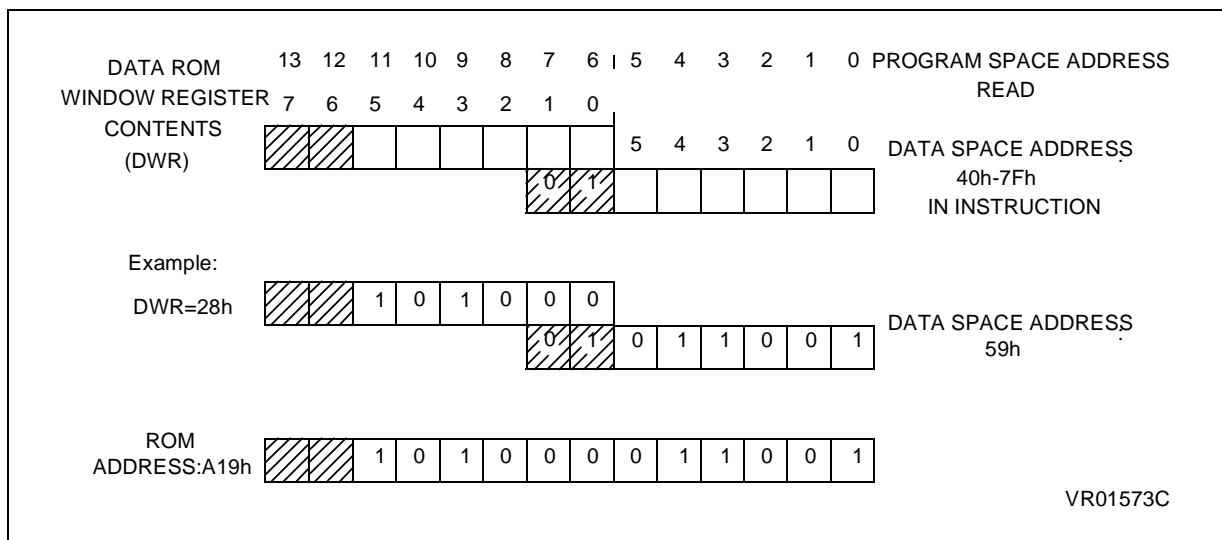 13 12 11 10 9 8 7 6 5 4 3 2 1 0 PROGRAM SPACE ADDRESS
READ
DATA ROM
WINDOW REGISTER 7 6 5 4 3 2 1 0
CONTENTS
(DWR)
5 4 3 2 1 0 DATA SPACE ADDRESS
:
0 1
40h-7Fh
IN INSTRUCTION
Example:
DWR=28h 1 0 1 0 0 0
0 1 0 1 1 0 0 1 DATA SPACE ADDRESS
:
59h
ROM
ADDRESS:A19h 1 0 1 0 0 0 0 1 1 0 0 1
VR01573C